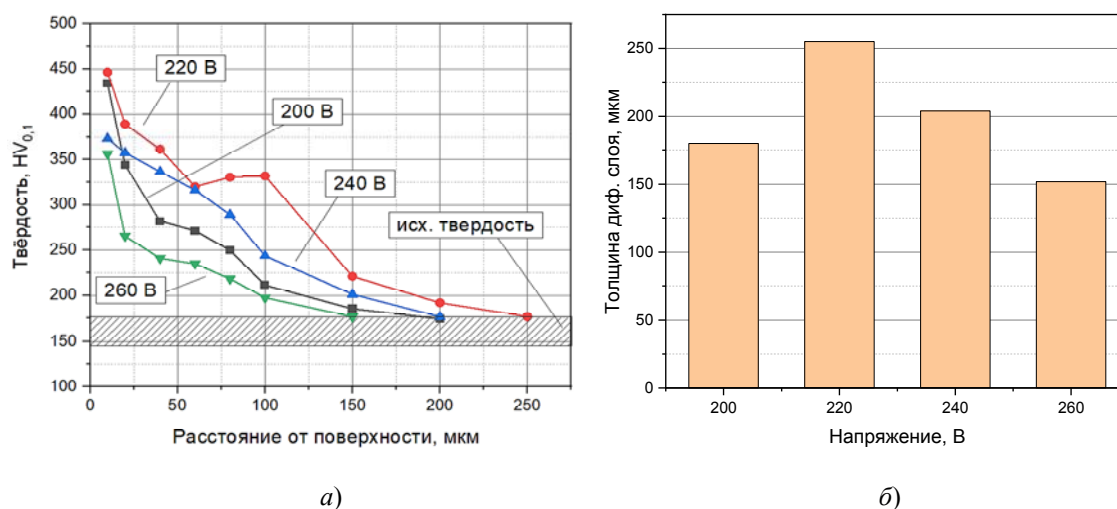 500
450
400
350
300
250
200
150
100
Твёрдость, HV0,1
220 В
200 В
240 В
исх. твердость
260 В
0 50 100 150 200 250
Расстояние от поверхности, мкм
а)
250
200
150
100
50
0
Толщина диф. слоя, мкм
200 220 240 260
Напряжение, В
б)